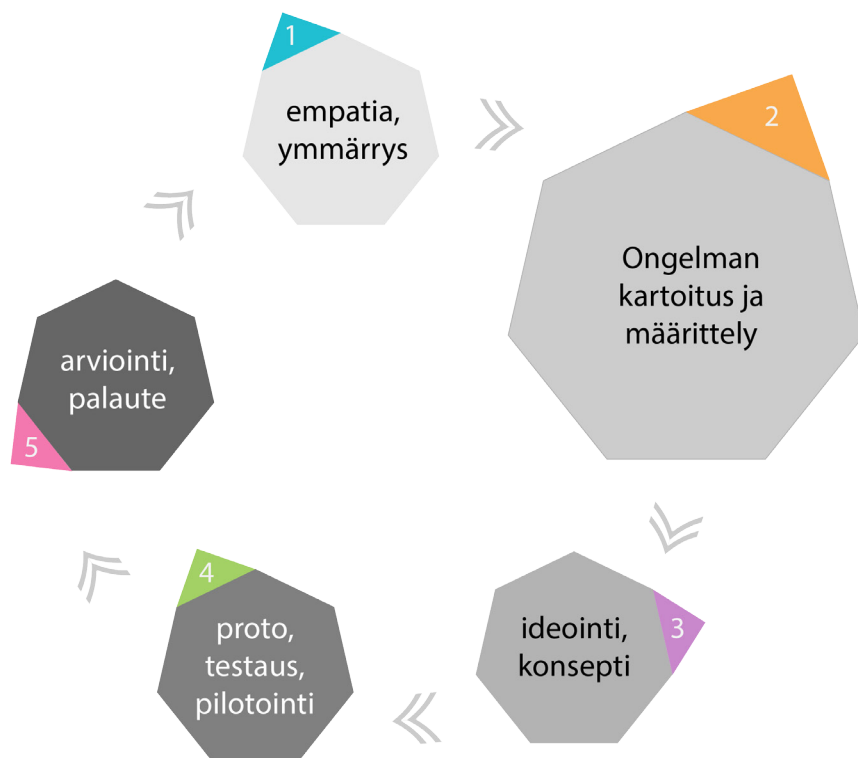 1
empatia,
ymmärrys
2
Ongelman
kartoitus ja
määrittely
3
ideointi,
konsepti
4
proto,
testaus,
pilotointi
5
arviointi,
palaute